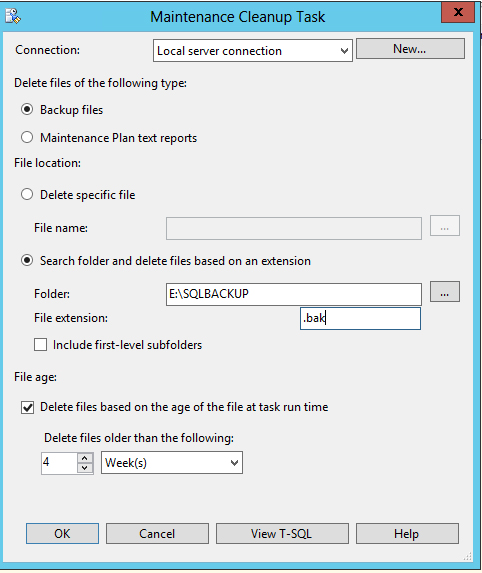 Maintenance Cleanup Task
x
Connection: Local server connection New...
Delete files of the following type:
Backup files
Maintenance Plan text reports
File location:
Delete specific file
File name: ...
Search folder and delete files based on an extension
Folder: E:\SQLBACKUP ...
File extension: .bak
Include first-level subfolders
File age:
Delete files based on the age of the file at task run time
Delete files older than the following:
4 Week(s)
OK Cancel View T-SQL Help